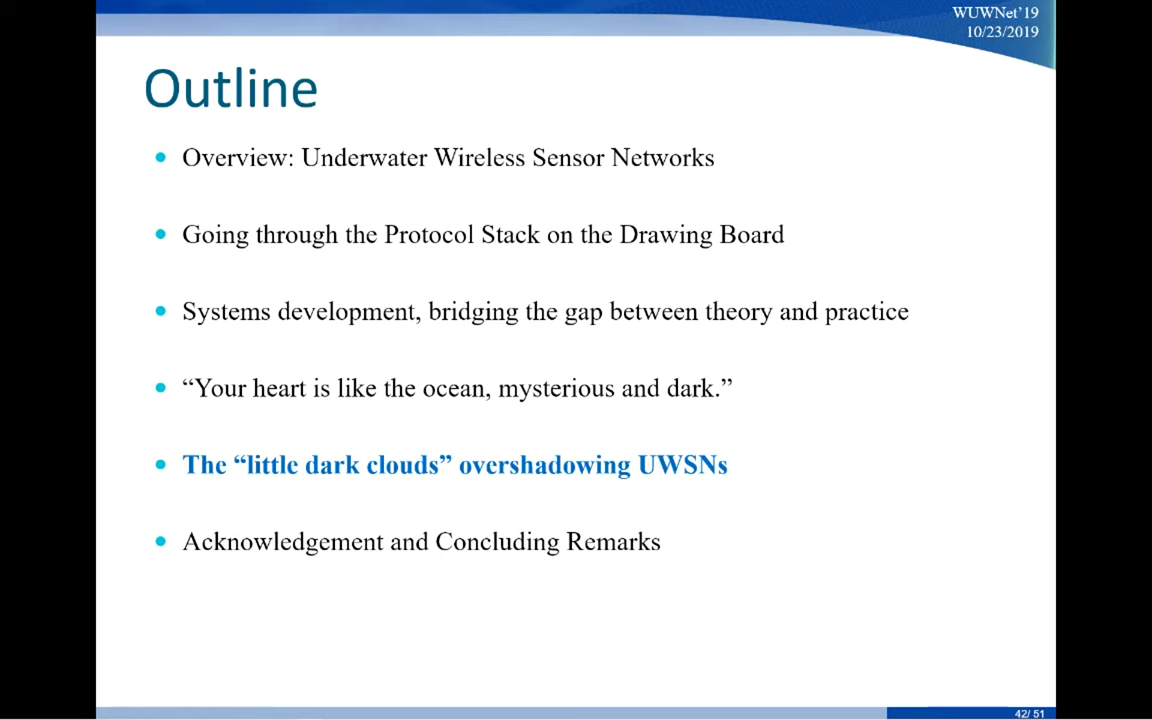 WUWNet’19
10/23/2019
Outline
Overview: Underwater Wireless Sensor Networks
Going through the Protocol Stack on the Drawing Board
Systems development, bridging the gap between theory and practice
“Your heart is like the ocean, mysterious and dark.”
The “little dark clouds” overshadowing UWSNs
Acknowledgement and Concluding Remarks
42/ 51